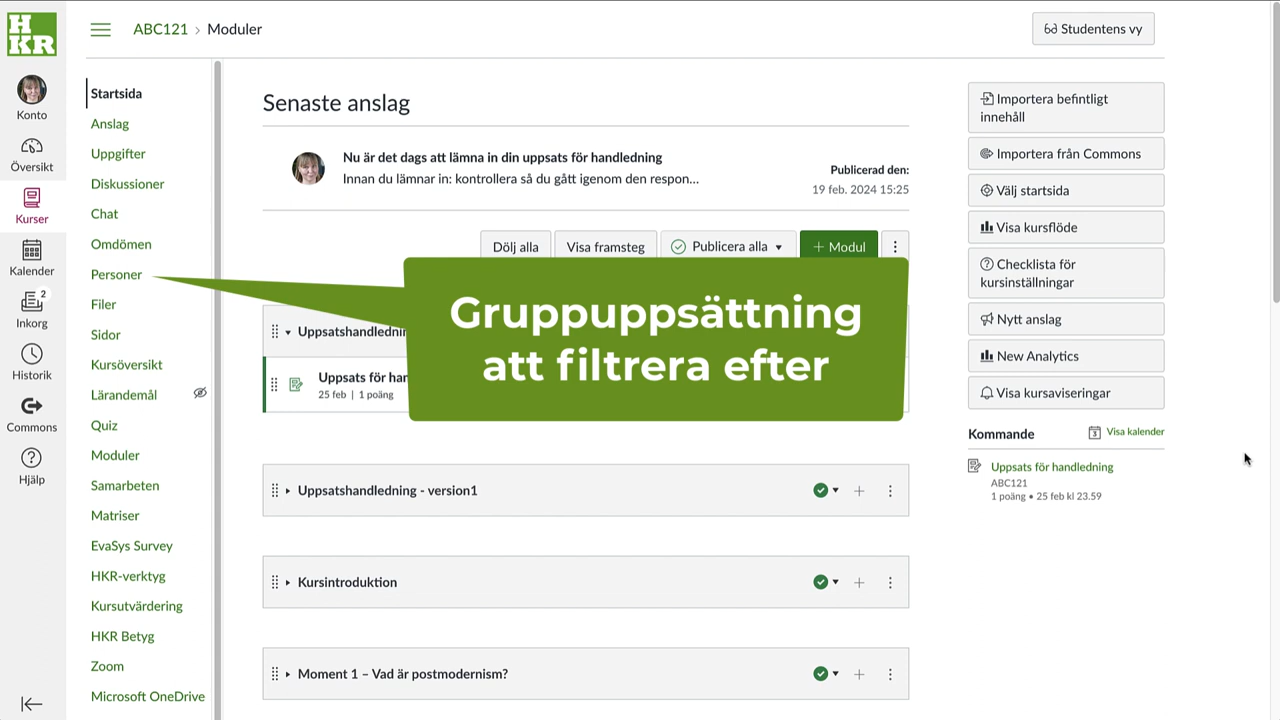 HKR
Konto
Översikt
Kurser
Kalender
2
Inkorg
Historik
Commons
Hjälp
ABC121 › Moduler
Studentens vy
Startsida
Anslag
Uppgifter
Diskussioner
Chat
Omdömen
Personer
Filer
Sidor
Kursöversikt
Lärandemål
Quiz
Moduler
Samarbeten
Matriser
EvaSys Survey
HKR-verktyg
Kursutvärdering
HKR Betyg
Zoom
Microsoft OneDrive
Senaste anslag
Nu är det dags att lämna in din uppsats för handledning
Innan du lämnar in: kontrollera så du gått igenom den respon...
Publicerad den:
19 feb. 2024 15:25
Dölj alla
Visa framsteg
Publicera alla
+ Modul
Gruppuppsättning
att filtrera efter
Uppsatshandlednin
Uppsats för han
25 feb | 1 poäng
Uppsatshandledning - version1
Kursintroduktion
Moment 1 – Vad är postmodernism?
Importera befintligt
innehåll
Importera från Commons
Välj startsida
Visa kursflöde
Checklista för
kursinställningar
Nytt anslag
New Analytics
Visa kursaviseringar
Kommande
3 Visa kalender
Uppsats för handledning
ABC121
1 poäng • 25 feb kl 23.59